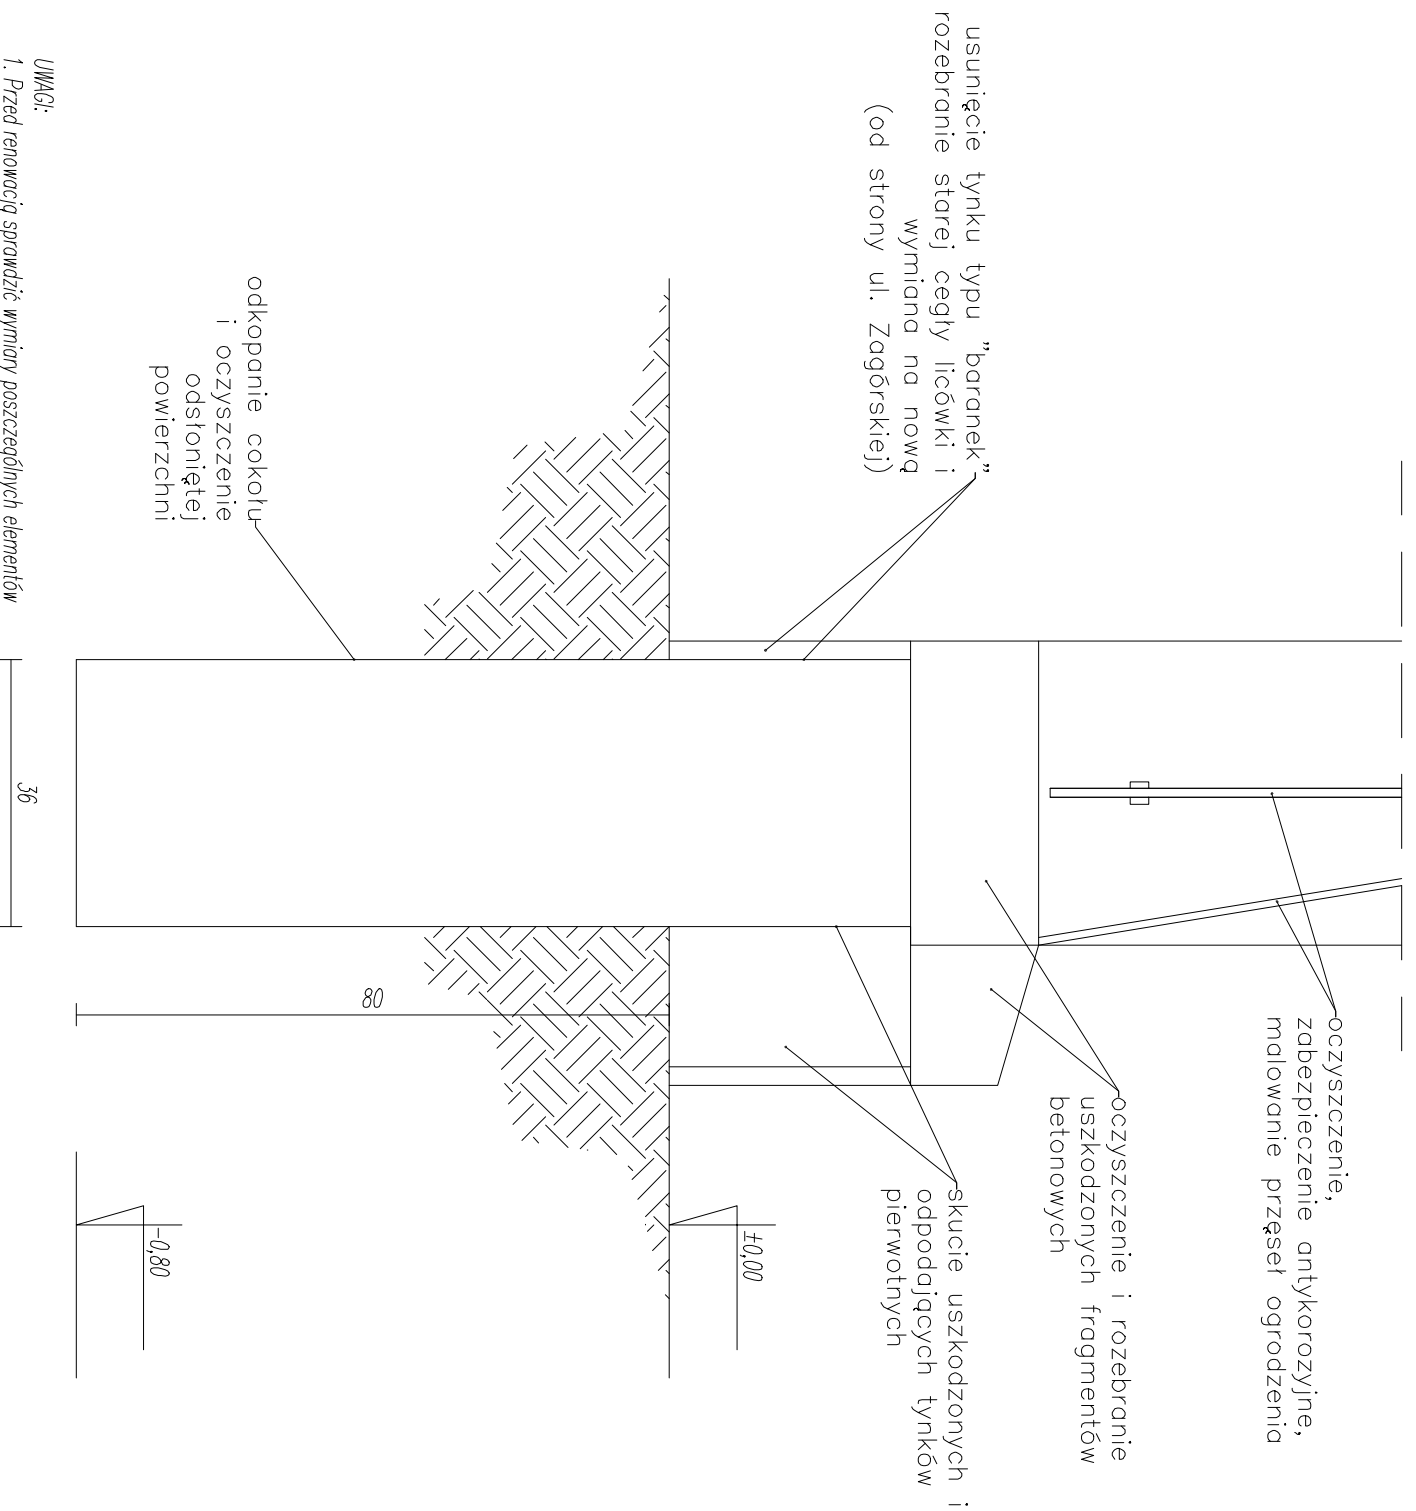 usunięcie tynku typu "baranek"
rozebranie starej cegły licówki i
wymiana na nową
(od strony ul. Zagórskiej)
oczyszczenie,
zabezpieczenie antykorozyjne,
malowanie przęseł ogrodzenia
oczyszczenie i rozebranie
uszkodzonych fragmentów
betonowych
skucie uszkodzonych i
odpodających tynków
pierwotnych
±0,00
odkopanie cokołu
i oczyszczenie
odsłoniętej
powierzchni
80
-0,80
36
UWAGI:
1. Przed renowacją sprawdzić wymiary poszczególnych elementów